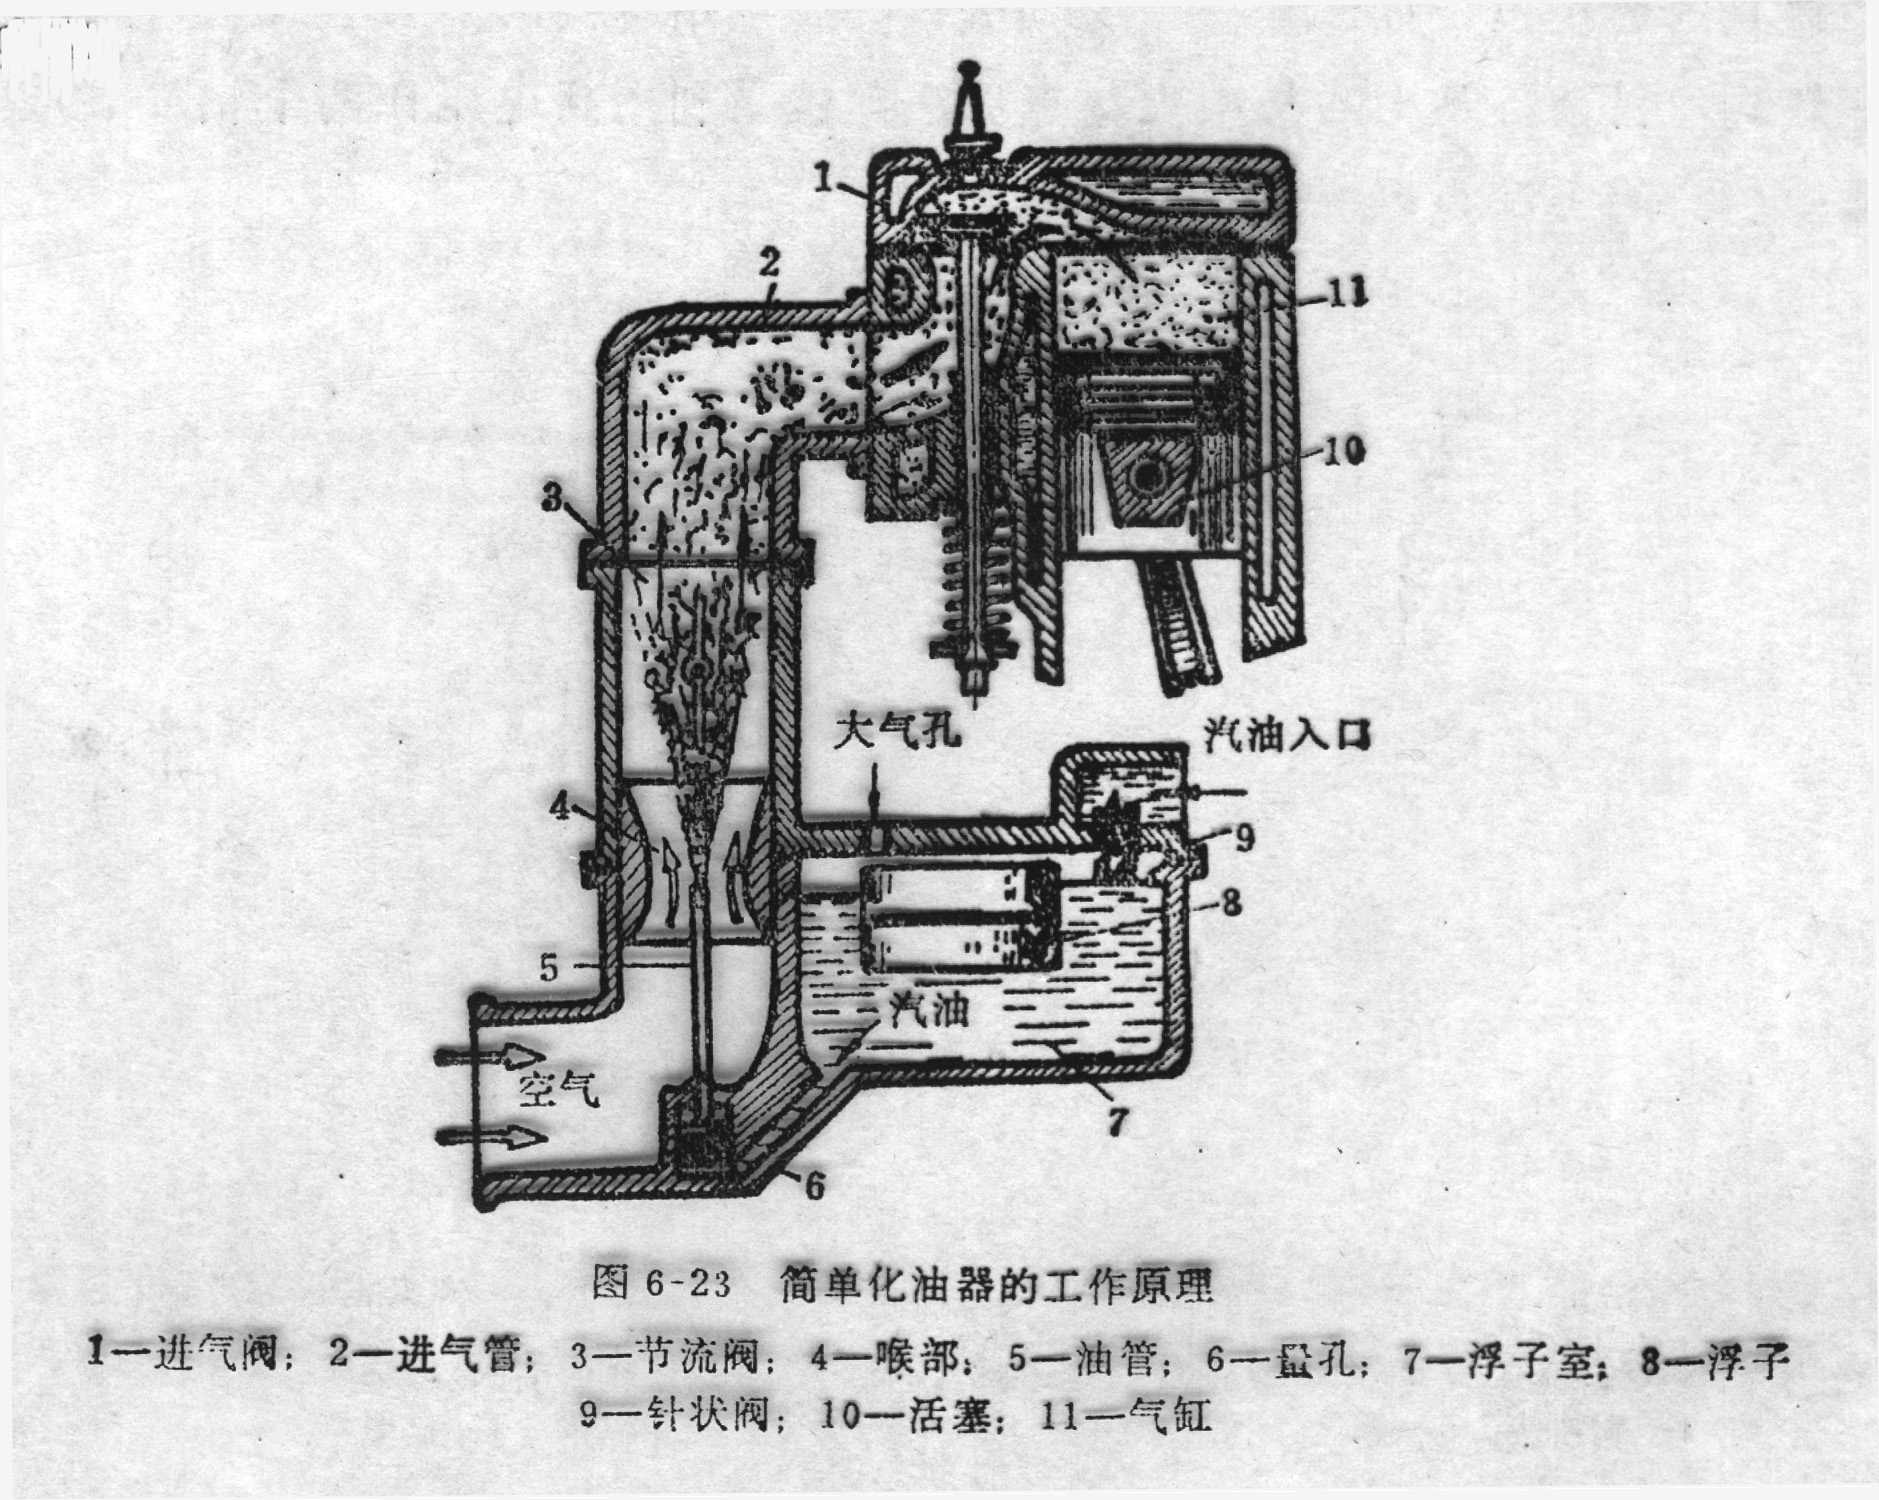 1
2
11
10
3
大气孔
汽油入口
4
9
8
5
汽油
空气
7
6
图 6-23 简单化油器的工作原理
1—进气阀； 2—进气管； 3—节流阀； 4—喉部； 5—油管； 6—量孔； 7—浮子室； 8—浮子
9—针状阀； 10—活塞； 11—气缸